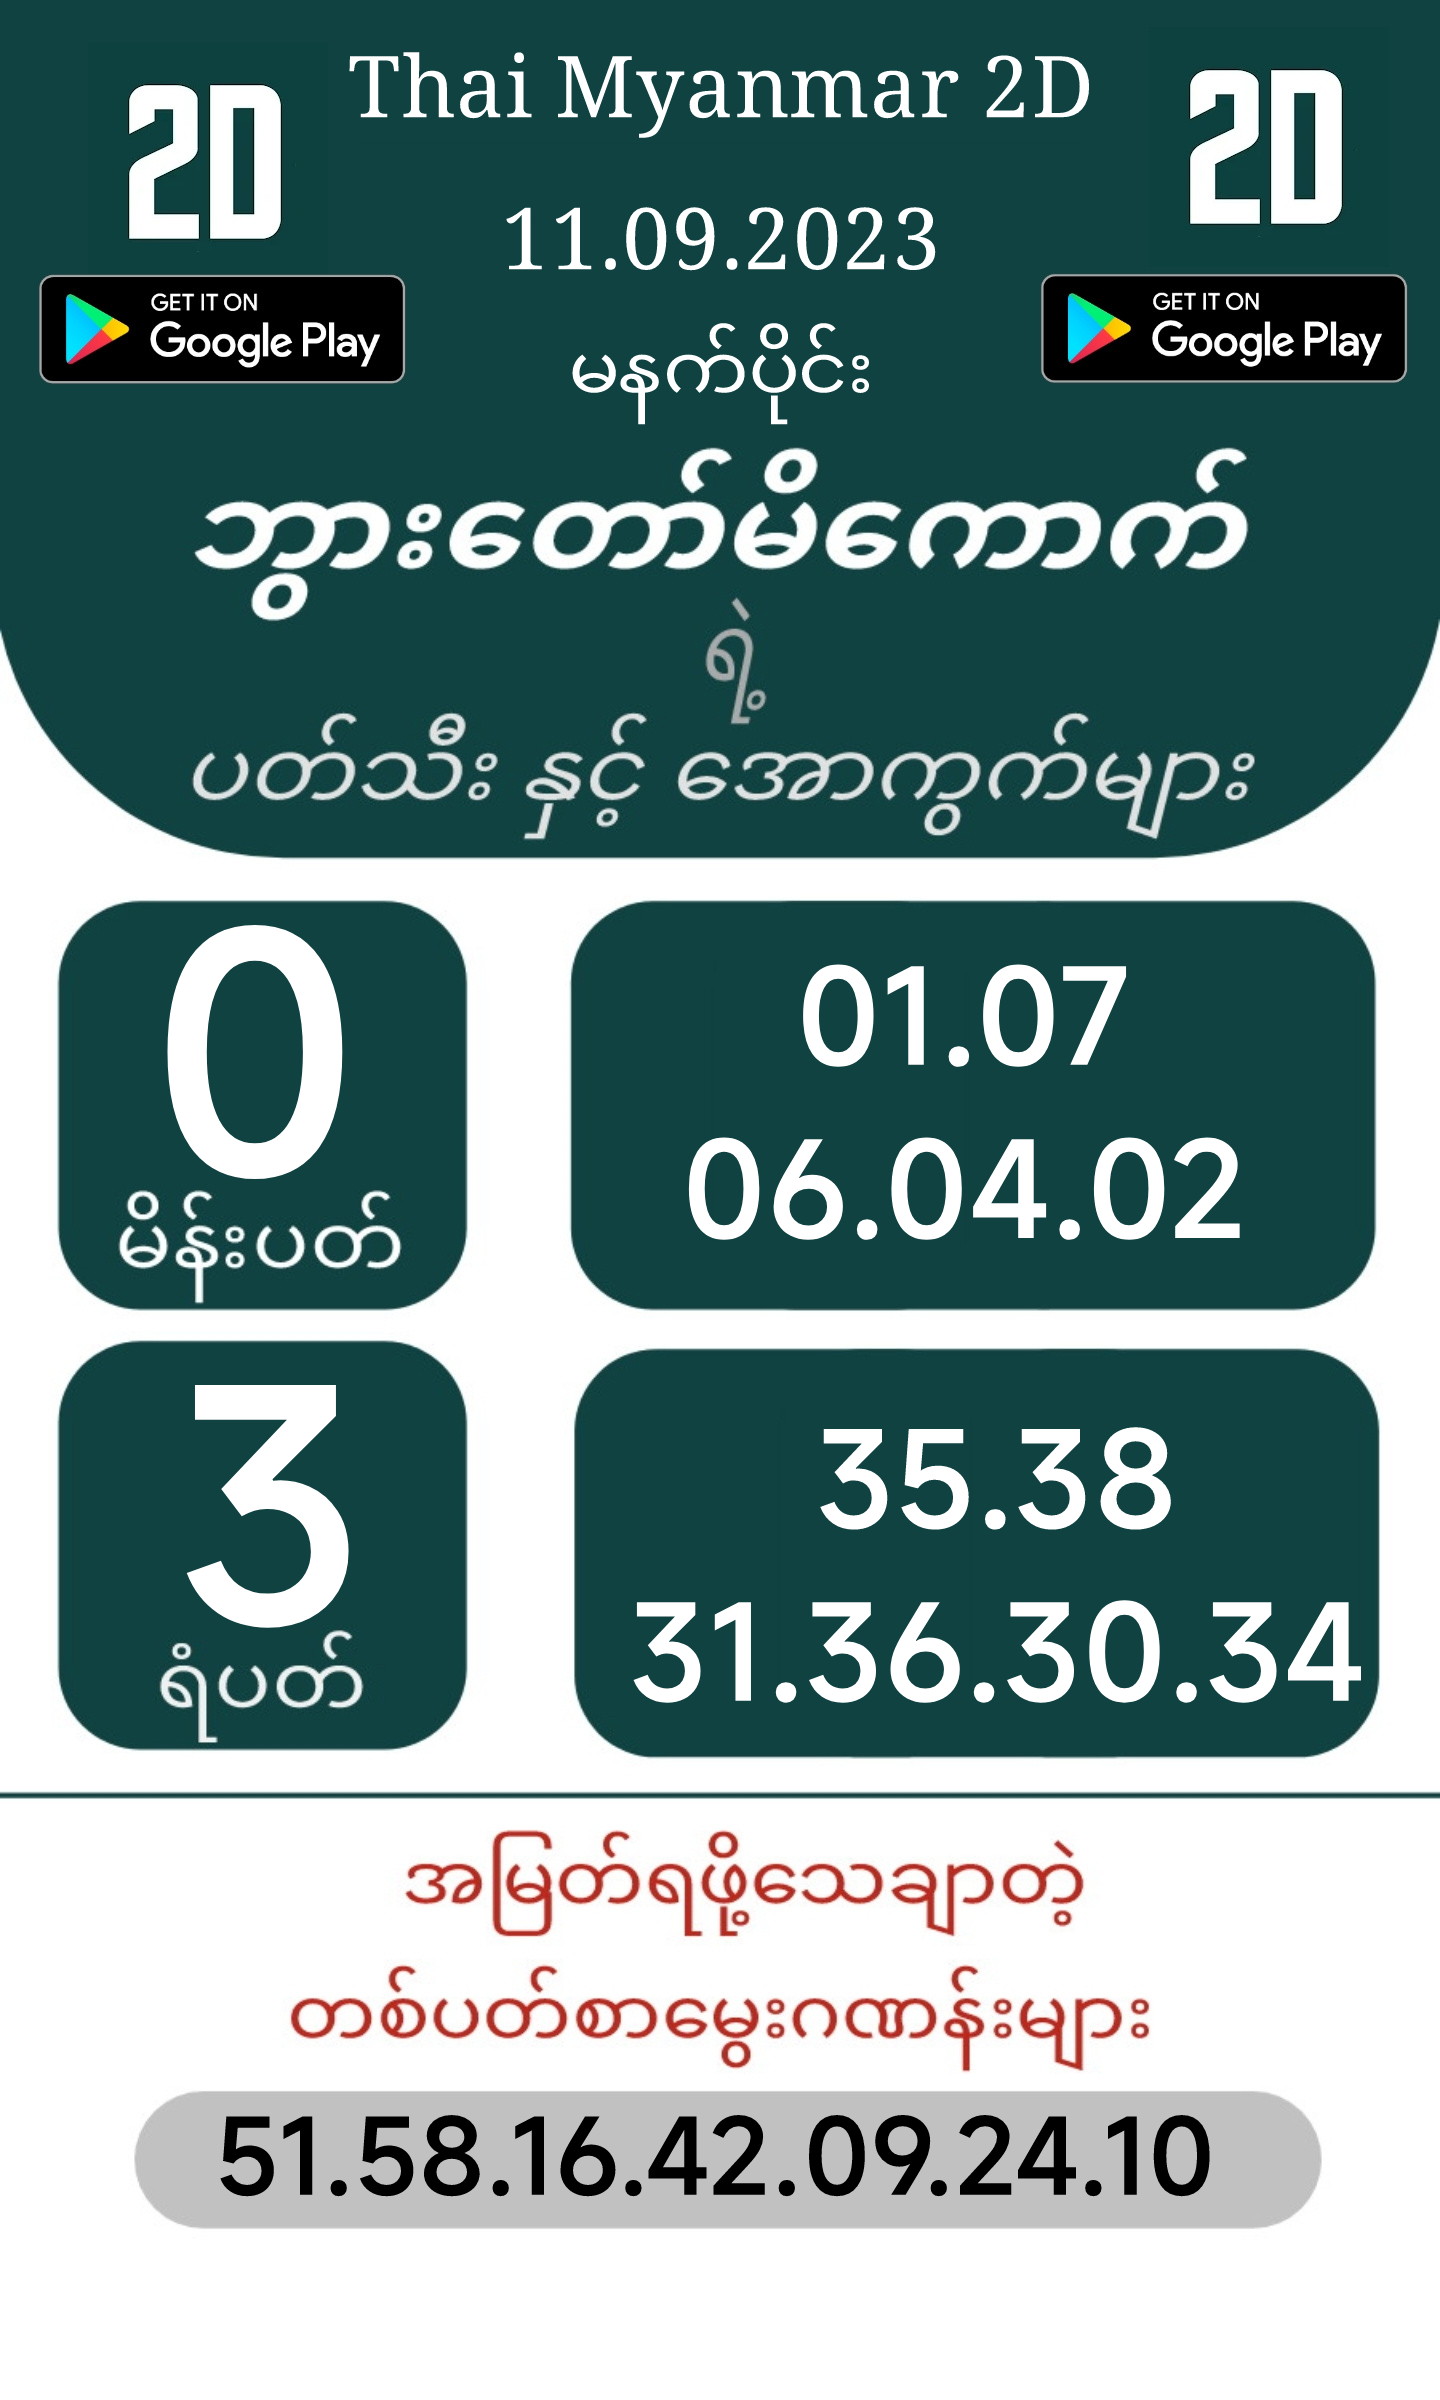 Thai Myanmar 2D
2D
2D
11.09.2023
GET IT ON
Google Play
GET IT ON
Google Play
မနက်ပိုင်း
ဘွားတော်မိကောက်
ရဲ့
ပတ်သီး နှင့် အောကွက်များ
0
မိန်းပတ်
01.07
06.04.02
3
ရံပတ်
35.38
31.36.30.34
အမြတ်ရဖို့သေချာတဲ့
တစ်ပတ်စာမွေးဂဏန်းများ
51.58.16.42.09.24.10